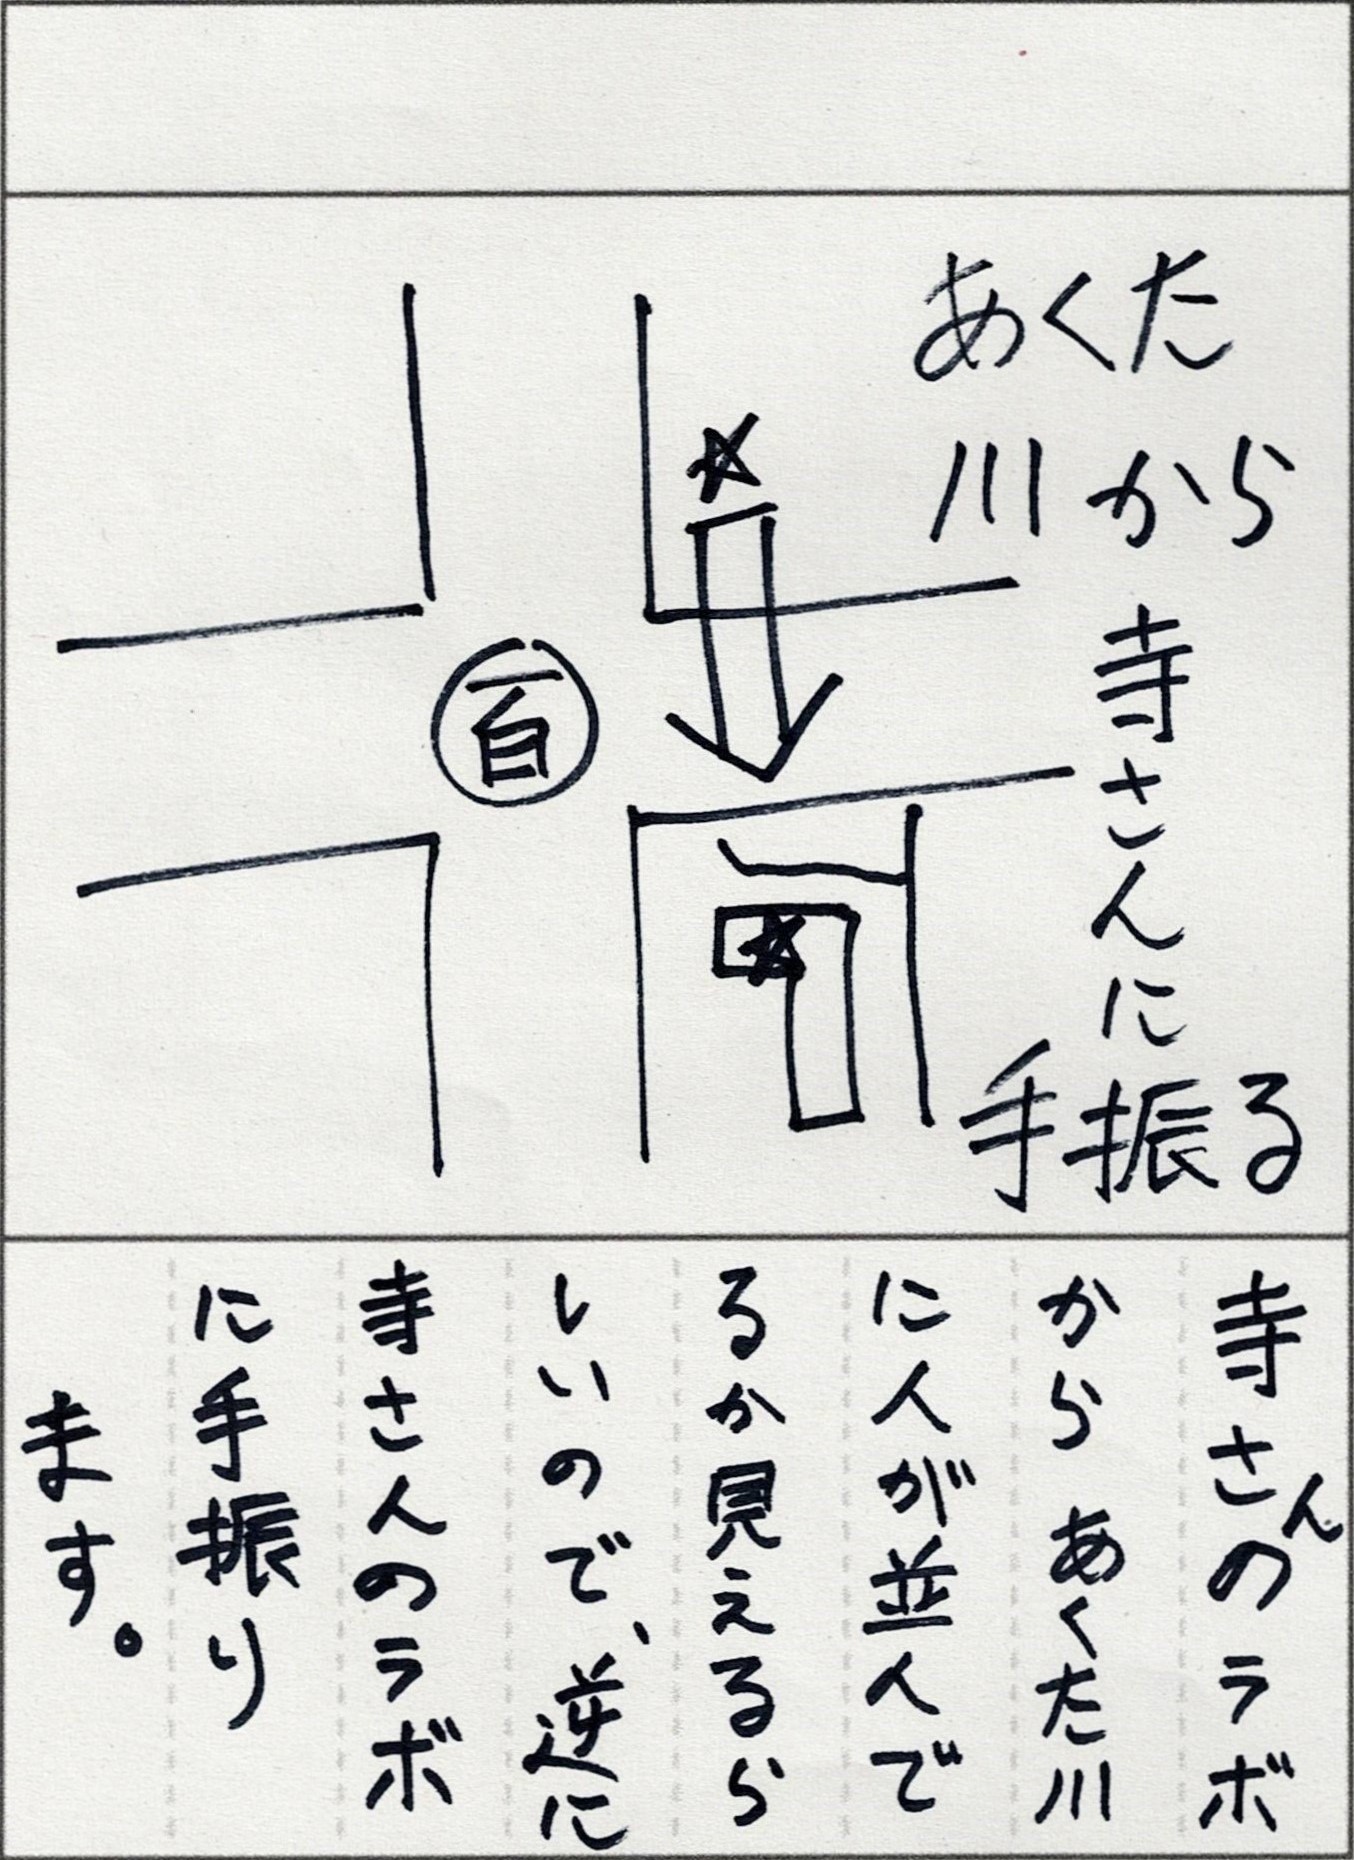 あくた
川から
寺さんに
手振る
百
寺さんのラボ
からあくた川
に人が並んで
るか見えるら
しいので、逆に
寺さんのラボ
に手振り
ます。